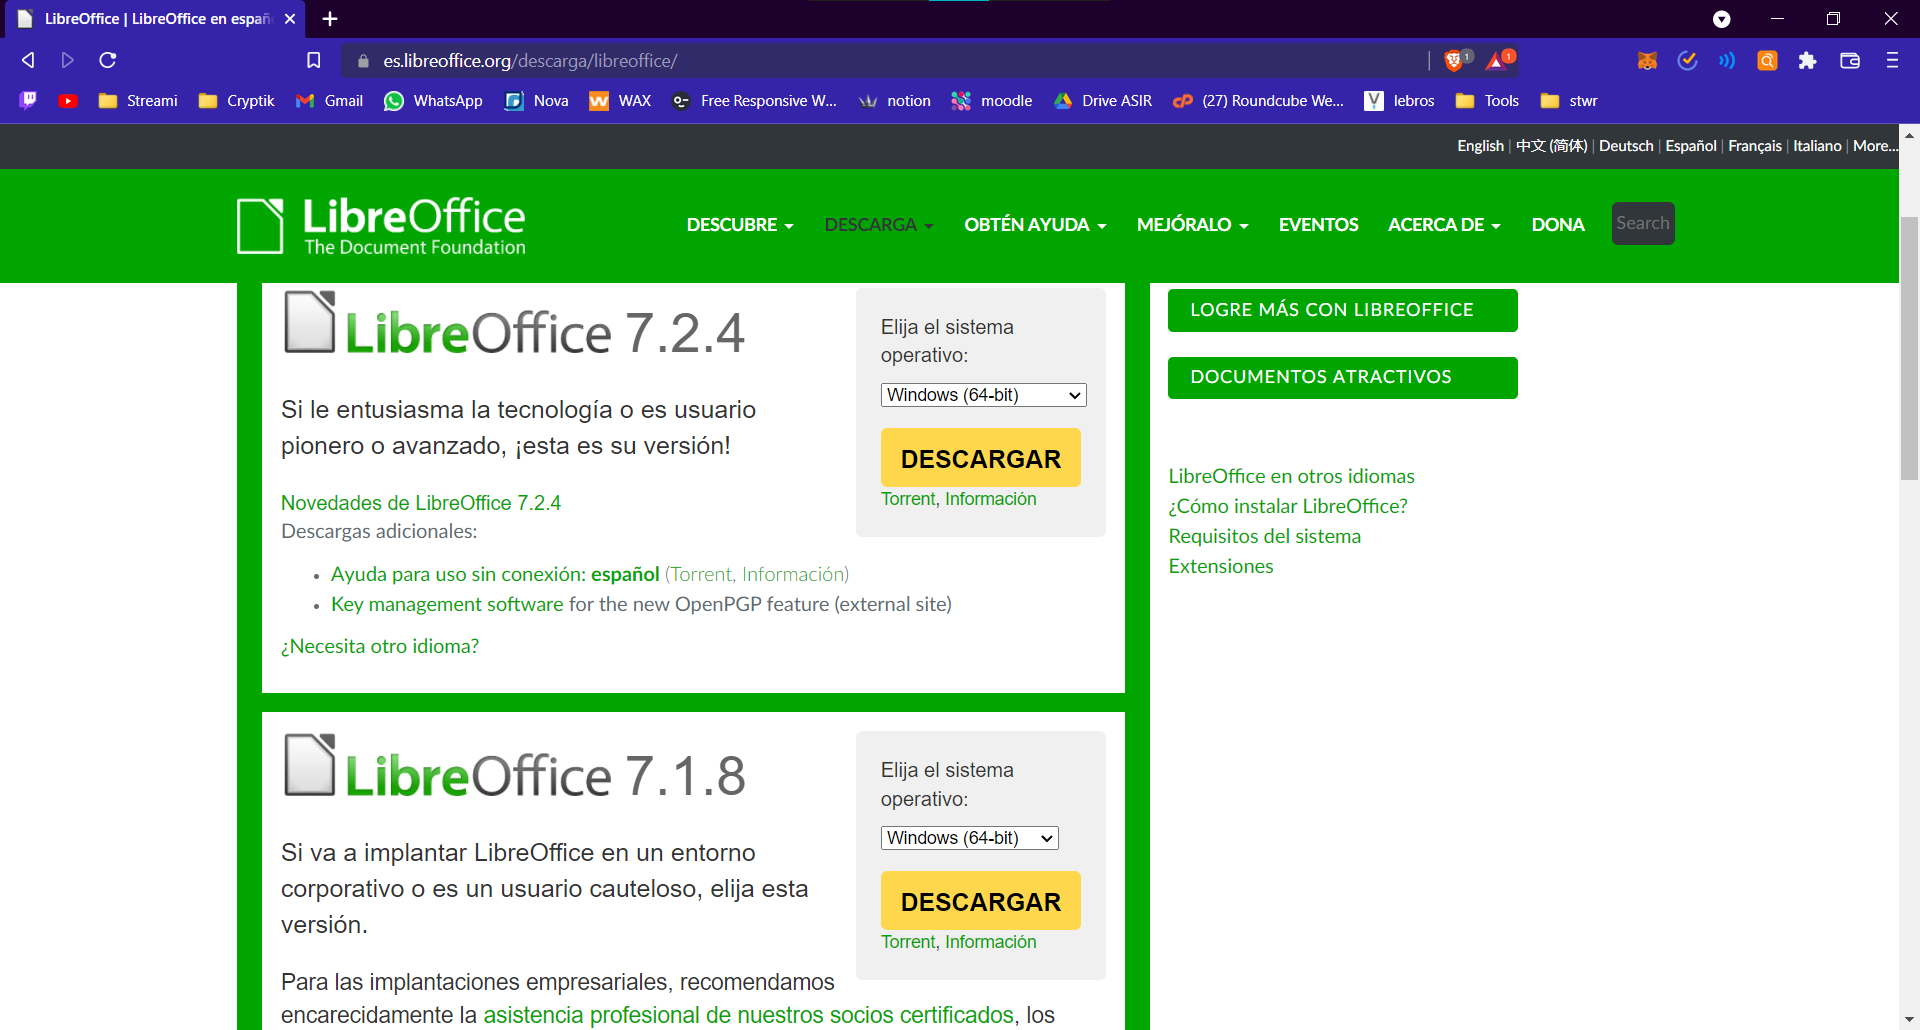 LibreOffice | LibreOffice en españ
es.libreoffice.org/descarga/libreoffice/
1
1
Streami
Cryptik
Gmail
WhatsApp
Nova
WAX
Free Responsive W...
notion
moodle
Drive ASIR
(27) Roundcube We...
lebros
Tools
stwr
English | 中文 (简体) | Deutsch | Español | Français | Italiano | More...
LibreOffice
The Document Foundation
DESCUBRE
DESCARGA
OBTÉN AYUDA
MEJÓRALO
EVENTOS
ACERCA DE
DONA
Search
LibreOffice 7.2.4
Si le entusiasma la tecnología o es usuario
pionero o avanzado, ¡esta es su versión!
Novedades de LibreOffice 7.2.4
Descargas adicionales:
• Ayuda para uso sin conexión: español (Torrent, Información)
• Key management software for the new OpenPGP feature (external site)
¿Necesita otro idioma?
Elija el sistema
operativo:
Windows (64-bit)
DESCARGAR
Torrent, Información
LibreOffice 7.1.8
Si va a implantar LibreOffice en un entorno
corporativo o es un usuario cauteloso, elija esta
versión.
Para las implantaciones empresariales, recomendamos
encarecidamente la asistencia profesional de nuestros socios certificados, los
Elija el sistema
operativo:
Windows (64-bit)
DESCARGAR
Torrent, Información
LOGRE MÁS CON LIBREOFFICE
DOCUMENTOS ATRACTIVOS
LibreOffice en otros idiomas
¿Cómo instalar LibreOffice?
Requisitos del sistema
Extensiones